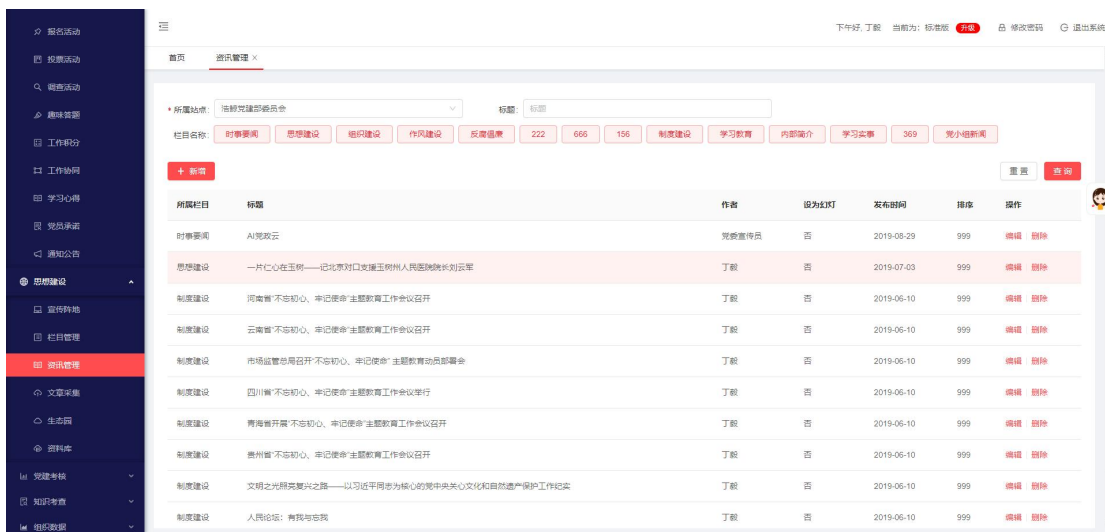 下午好, 丁毅 当前为: 标准版 升级 修改密码 退出系统
首页 资讯管理 ×
报名活动
投票活动
调查活动
趣味答题
工作积分
工作协同
学习心得
党员承诺
通知公告
思想建设
宣传阵地
栏目管理
资讯管理
文章采集
生态园
资料库
党建考核
知识考查
组织数据
* 所属站点: 浩鲸党建部委员会 标题: 标题
栏目名称: 时事要闻 思想建设 组织建设 作风建设 反腐倡廉 222 666 156 制度建设 学习教育 内部简介 学习实事 369 党小组新闻
+ 新增 重置 查询
所属栏目 标题 作者 设为幻灯 发布时间 排序 操作
时事要闻 AI党政云 党委宣传员 否 2019-08-29 999 编辑 删除
思想建设 一片仁心在玉树——记北京对口支援玉树州人民医院院长刘云军 丁毅 否 2019-07-03 999 编辑 删除
制度建设 河南省"不忘初心、牢记使命"主题教育工作会议召开 丁毅 否 2019-06-10 999 编辑 删除
制度建设 云南省"不忘初心、牢记使命"主题教育工作会议召开 丁毅 否 2019-06-10 999 编辑 删除
制度建设 市场监管总局召开"不忘初心、牢记使命" 主题教育动员部署会 丁毅 否 2019-06-10 999 编辑 删除
制度建设 四川省"不忘初心、牢记使命"主题教育工作会议举行 丁毅 否 2019-06-10 999 编辑 删除
制度建设 青海省开展"不忘初心、牢记使命"主题教育工作会议召开 丁毅 否 2019-06-10 999 编辑 删除
制度建设 贵州省"不忘初心、牢记使命"主题教育工作会议召开 丁毅 否 2019-06-10 999 编辑 删除
制度建设 文明之光照亮复兴之路——以习近平同志为核心的党中央关心文化和自然遗产保护工作纪实 丁毅 否 2019-06-10 999 编辑 删除
制度建设 人民论坛：有我与忘我 丁毅 否 2019-06-10 999 编辑 删除